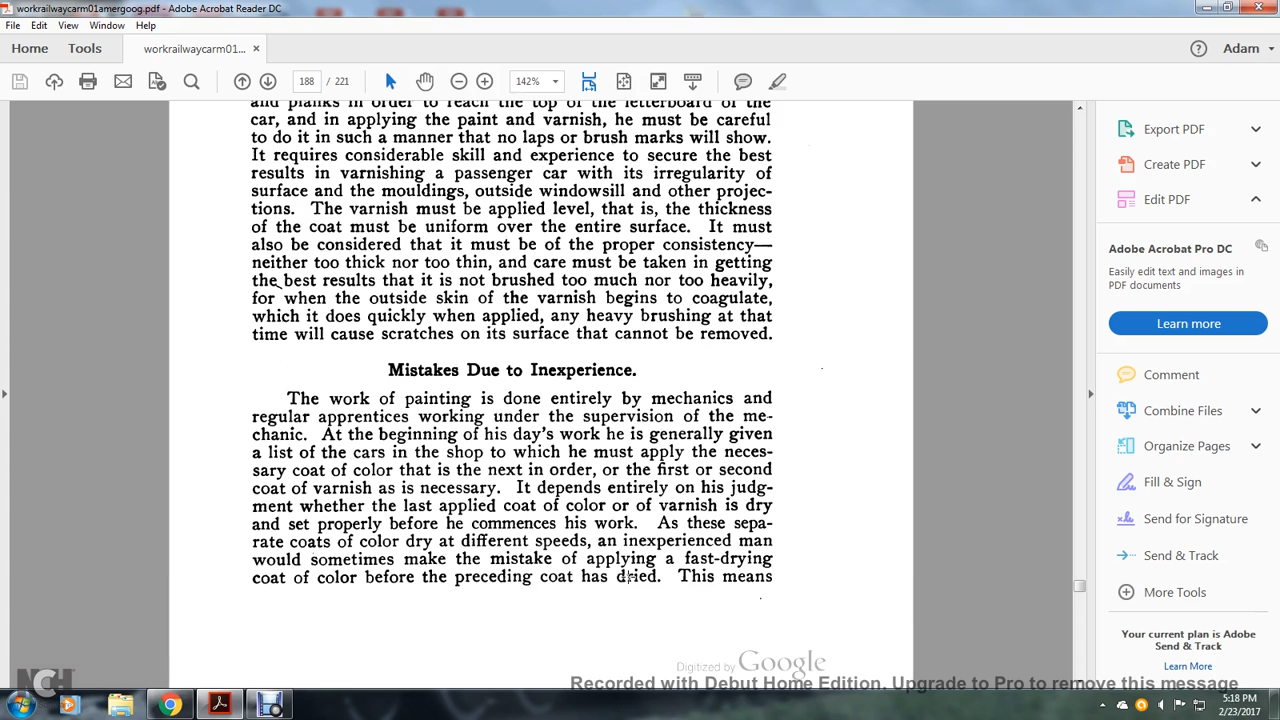 workrailwaycarm01amergoog.pdf - Adobe Acrobat Reader DC
File Edit View Window Help
Home Tools workrailwaycarm01... × Adam
188 / 221 142%
and planks in order to reach the top of the letterboard of the
car, and in applying the paint and varnish, he must be careful
to do it in such a manner that no laps or brush marks will show.
It requires considerable skill and experience to secure the best
results in varnishing a passenger car with its irregularity of
surface and the mouldings, outside windowsill and other projec-
tions. The varnish must be applied level, that is, the thickness
of the coat must be uniform over the entire surface. It must
also be considered that it must be of the proper consistency—
neither too thick nor too thin, and care must be taken in getting
the best results that it is not brushed too much nor too heavily,
for when the outside skin of the varnish begins to coagulate,
which it does quickly when applied, any heavy brushing at that
time will cause scratches on its surface that cannot be removed.
Mistakes Due to Inexperience.
The work of painting is done entirely by mechanics and
regular apprentices working under the supervision of the me-
chanic. At the beginning of his day's work he is generally given
a list of the cars in the shop to which he must apply the neces-
sary coat of color that is the next in order, or the first or second
coat of varnish as is necessary. It depends entirely on his judg-
ment whether the last applied coat of color or of varnish is dry
and set properly before he commences his work. As these sepa-
rate coats of color dry at different speeds, an inexperienced man
would sometimes make the mistake of applying a fast-drying
coat of color before the preceding coat has dried. This means
Digitized by Google
Export PDF
Create PDF
Edit PDF
Adobe Acrobat Pro DC
Easily edit text and images in
PDF documents
Learn more
Comment
Combine Files
Organize Pages
Fill & Sign
Send for Signature
Send & Track
More Tools
Your current plan is Adobe
Send & Track
Learn More
NCH
Recorded with Debut Home Edition. Upgrade to Pro to remove this message
5:18 PM
2/23/2017